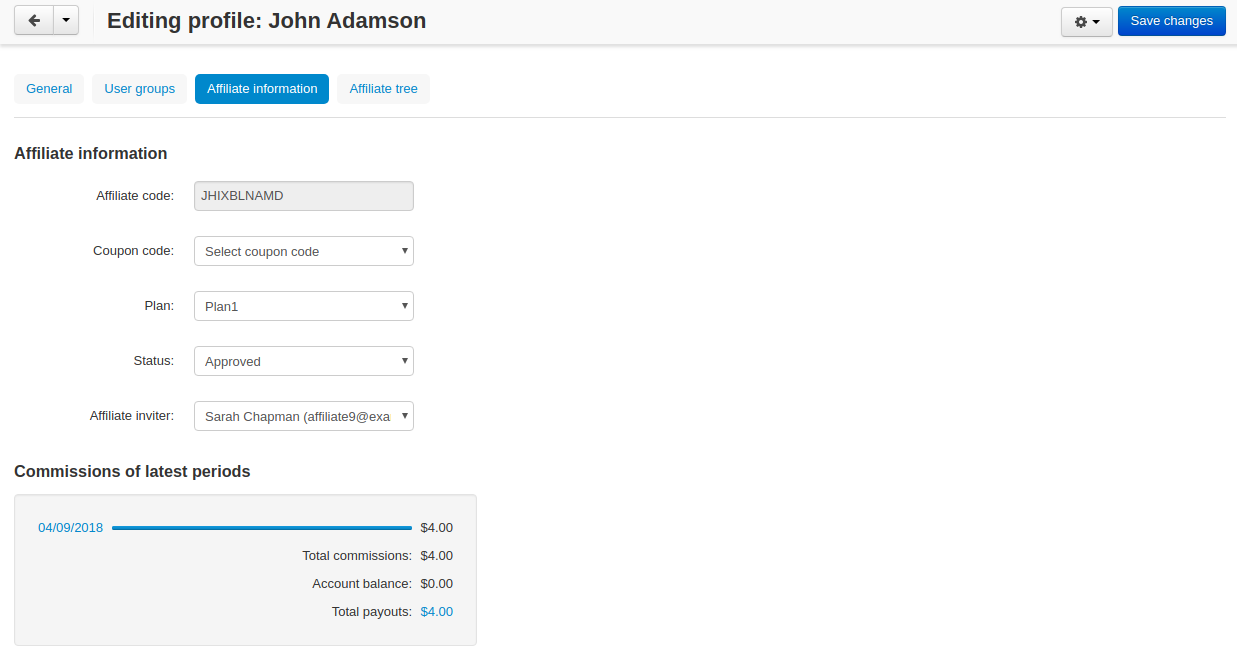 Editing profile: John Adamson
Save changes
General User groups Affiliate information Affiliate tree
Affiliate information
Affiliate code: JHIXBLNAMD
Coupon code: Select coupon code
Plan: Plan1
Status: Approved
Affiliate inviter: Sarah Chapman (affiliate9@exa
Commissions of latest periods
04/09/2018 $4.00
Total commissions: $4.00
Account balance: $0.00
Total payouts: $4.00